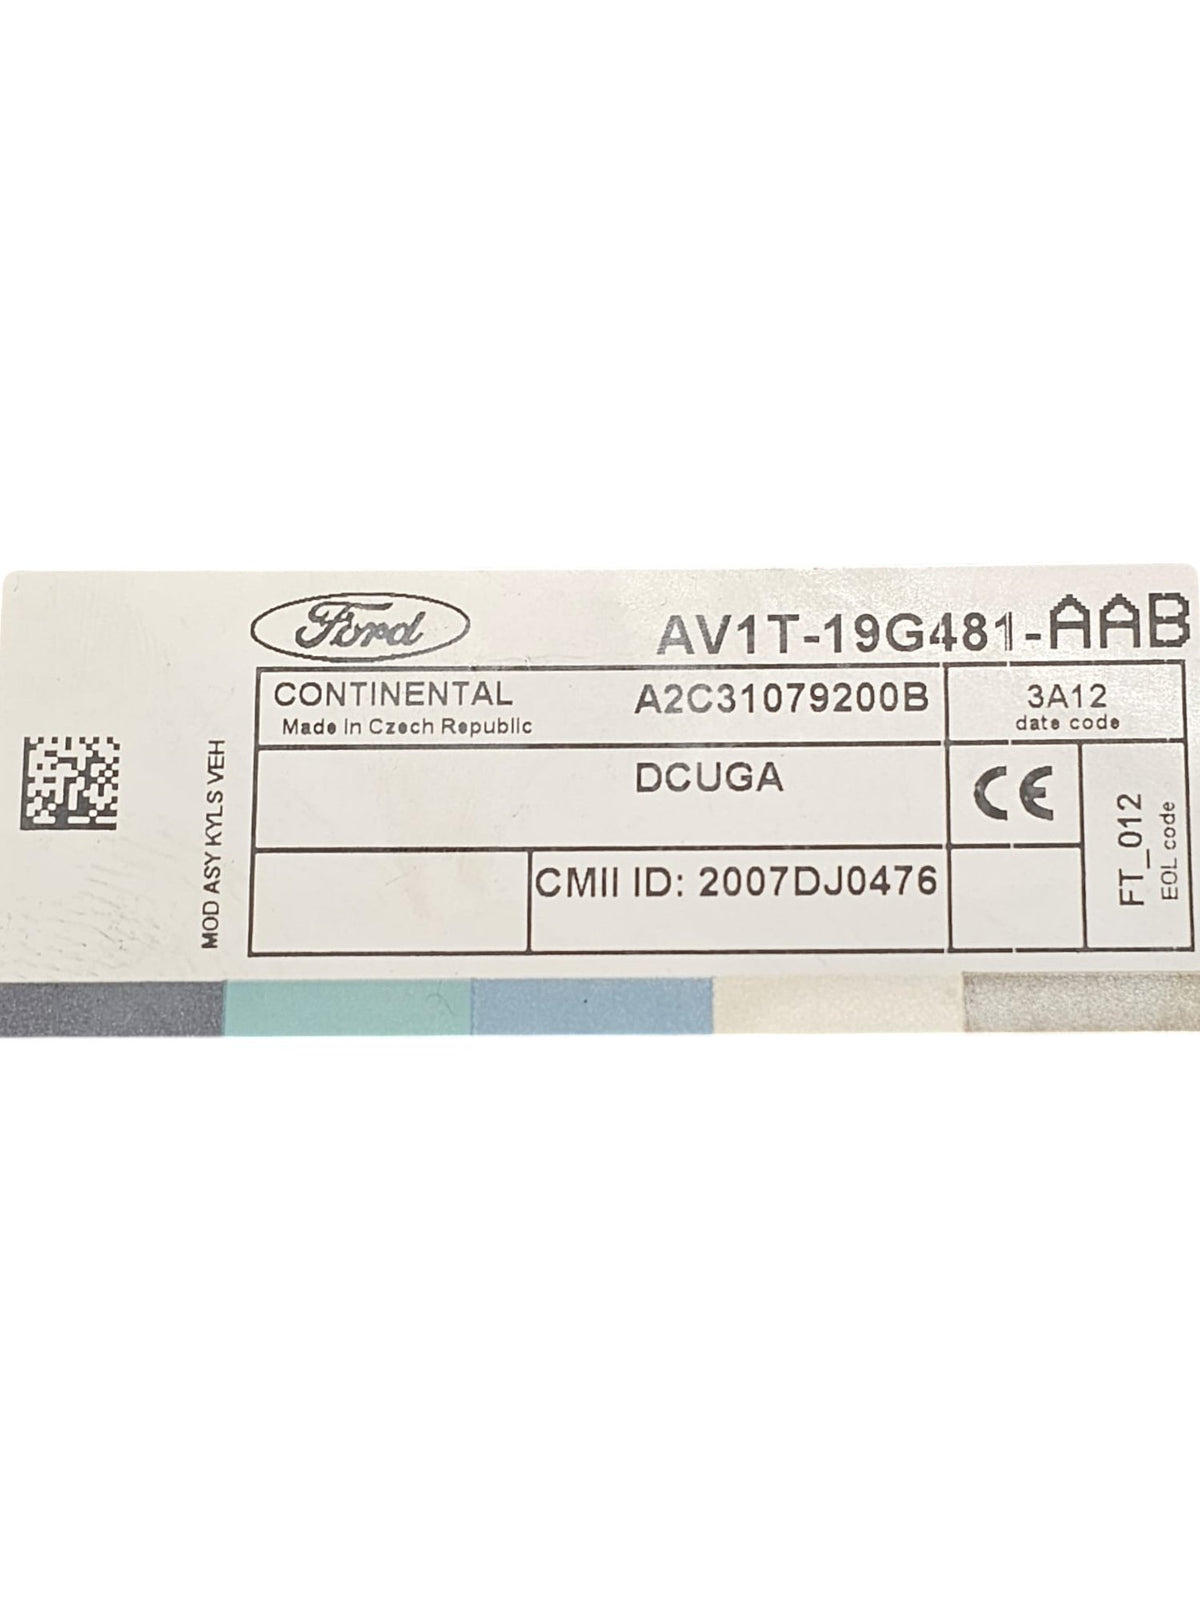 Ford
AV1T-19G481-AAB
CONTINENTAL A2C31079200B 3A12
Made in Czech Republic date code
DCUGA CE
CMII ID: 2007DJ0476
FT_012
EOL code
MOD ASY KYLS VEH